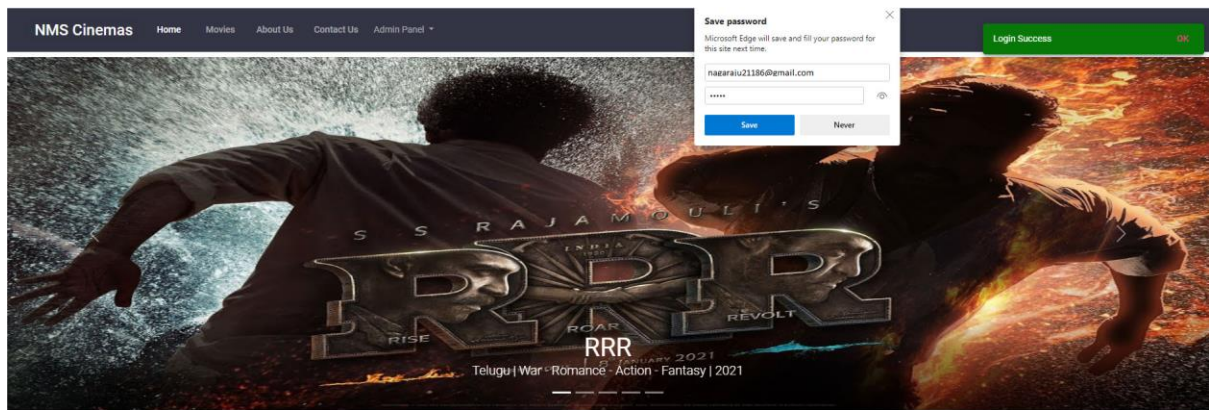 NMS Cinemas Home Movies About Us Contact Us Admin Panel
Save password
Microsoft Edge will save and fill your password for
this site next time.
nagaraju21186@gmail.com
•••••
Save Never
Login Success OK
S S RAJAMOULI'S
INDIA
RRR
RISE ROAR REVOLT
RRR
JANUARY 2021
Telugu | War - Romance - Action - Fantasy | 2021